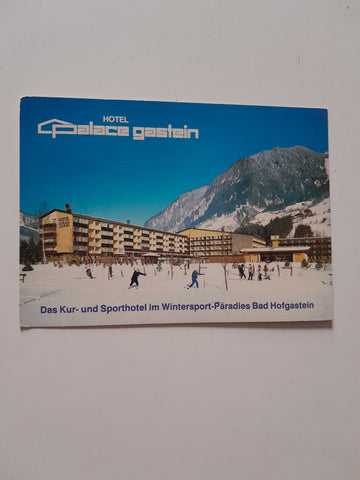 HOTEL
Palace gastein
Das Kur- und Sporthotel im Wintersport-Paradies Bad Hofgastein